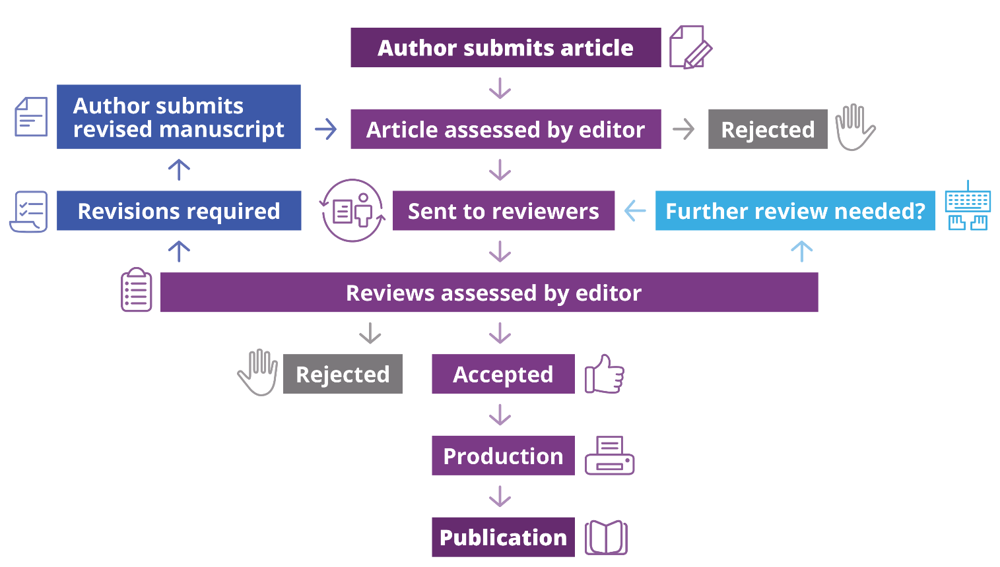 Author submits article
Author submits
revised manuscript
Article assessed by editor
Rejected
Revisions required
Sent to reviewers
Further review needed?
Reviews assessed by editor
Rejected
Accepted
Production
Publication